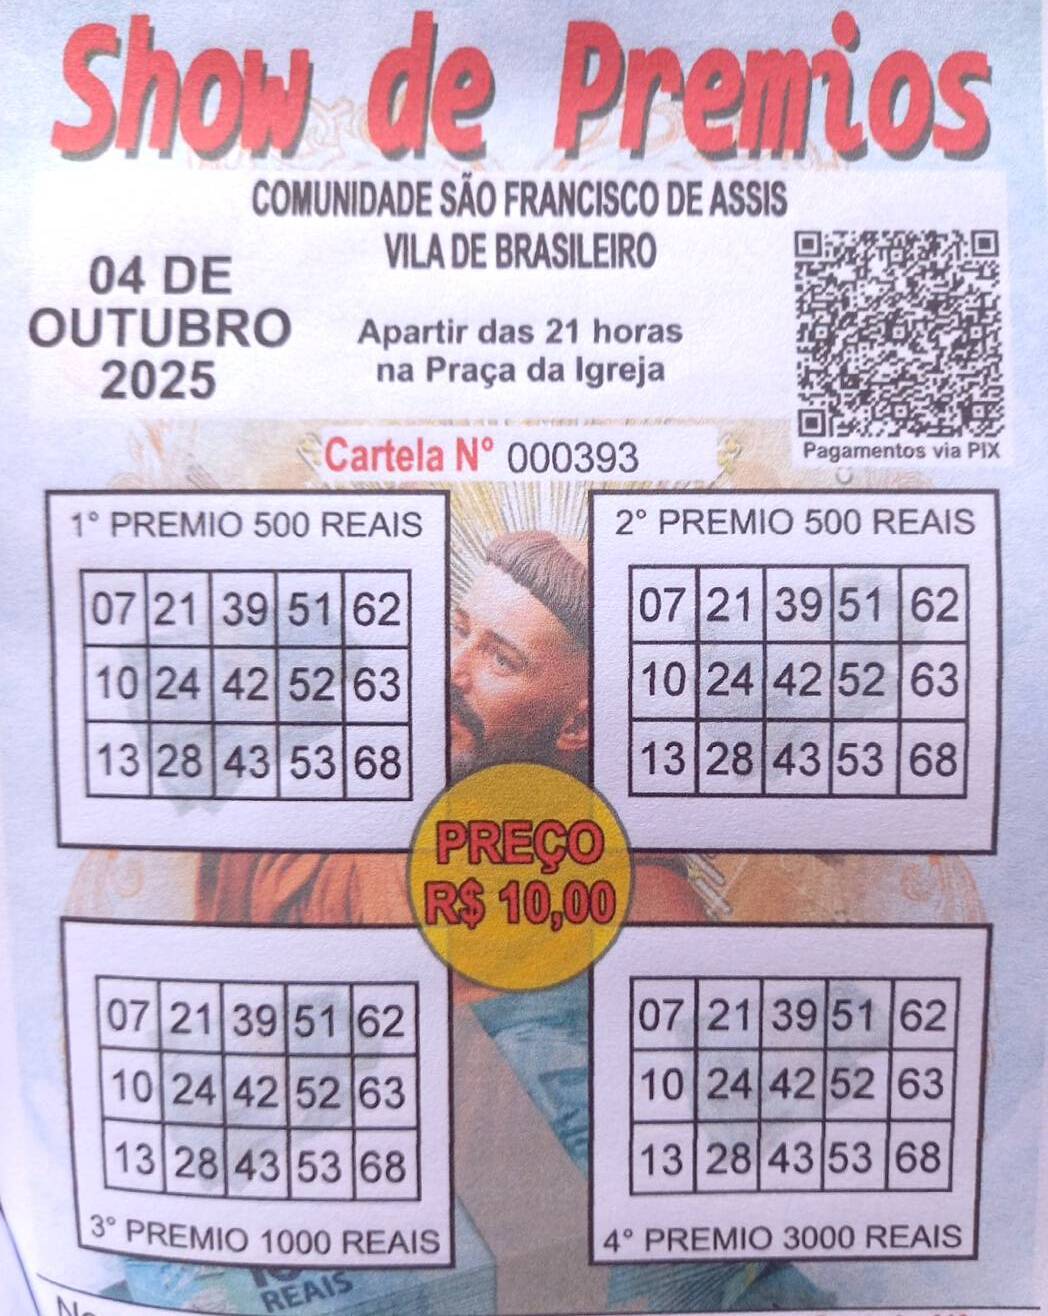 Show de Premios
COMUNIDADE SÃO FRANCISCO DE ASSIS
VILA DE BRASILEIRO
04 DE
OUTUBRO
2025
Apartir das 21 horas
na Praça da Igreja
Pagamentos via PIX
Cartela N° 000393
1° PREMIO 500 REAIS
07 21 39 51 62
10 24 42 52 63
13 28 43 53 68
2° PREMIO 500 REAIS
07 21 39 51 62
10 24 42 52 63
13 28 43 53 68
PREÇO
R$ 10,00
07 21 39 51 62
10 24 42 52 63
13 28 43 53 68
3° PREMIO 1000 REAIS
07 21 39 51 62
10 24 42 52 63
13 28 43 53 68
4° PREMIO 3000 REAIS
REAIS